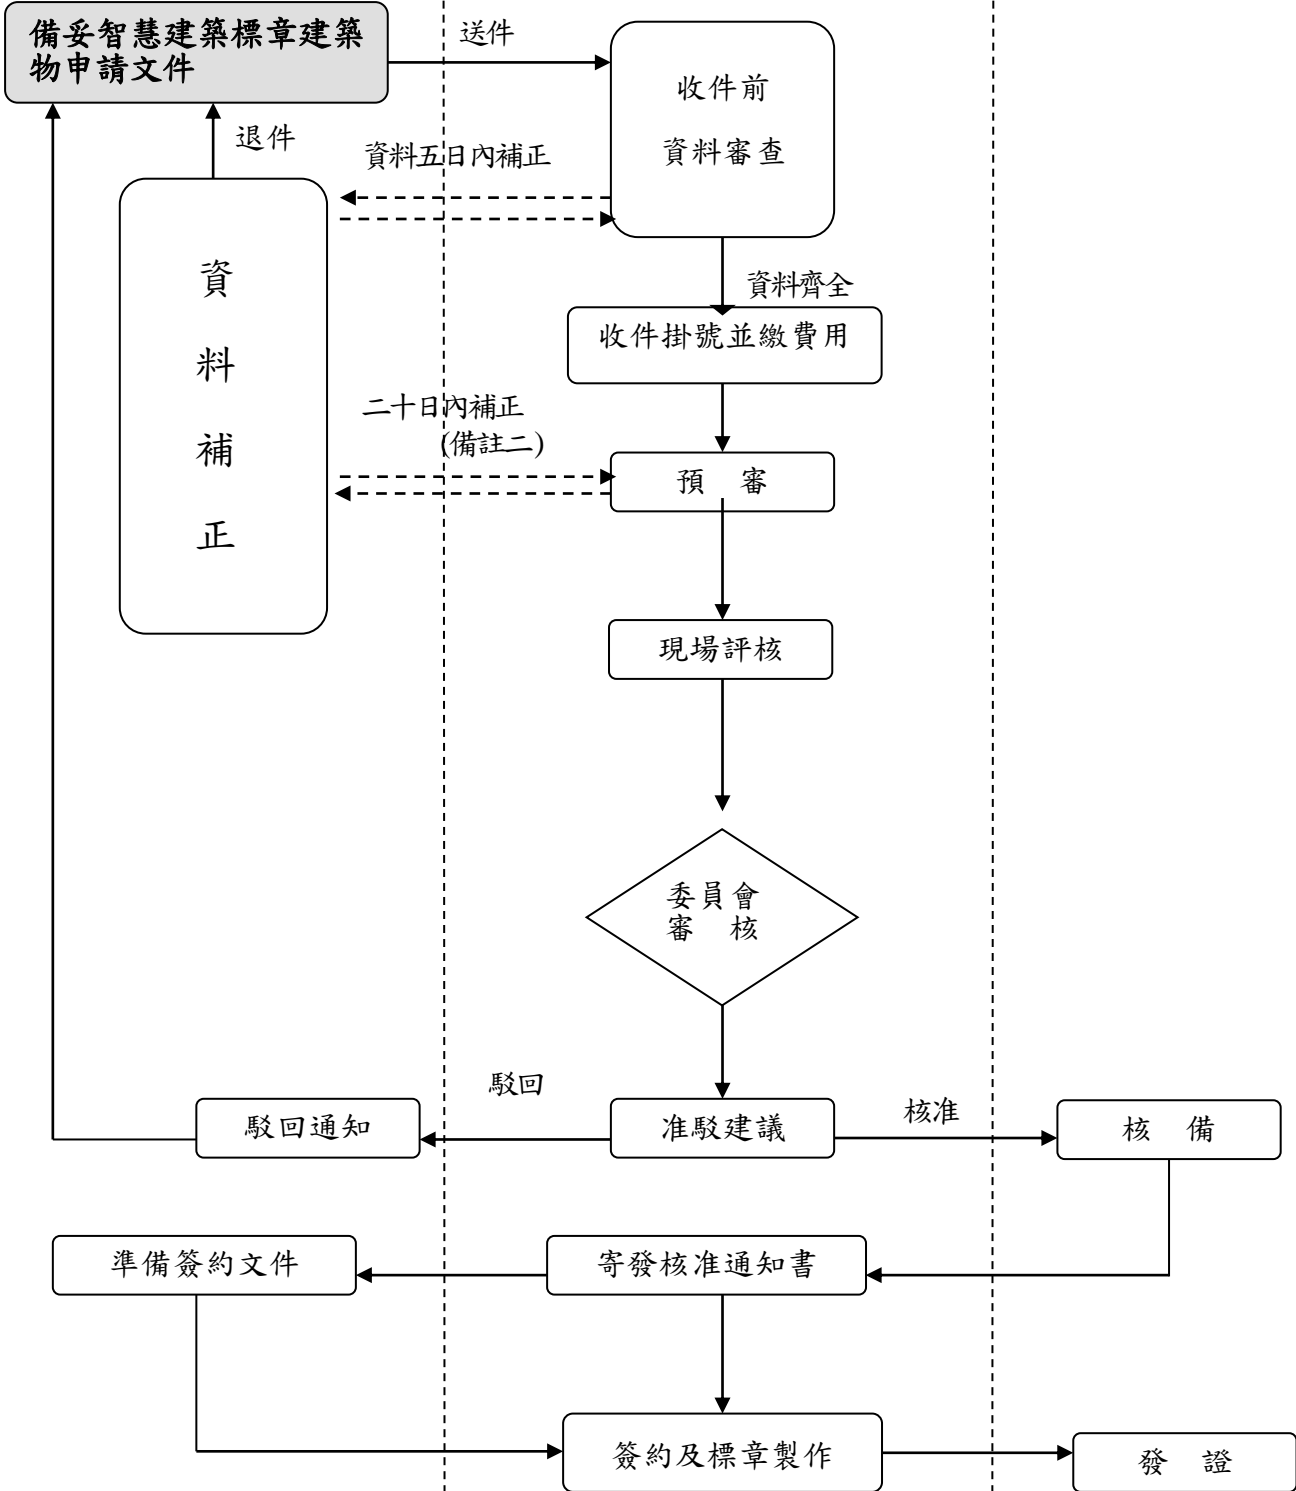 備妥智慧建築標章建築
物申請文件
送件
收件前
資料審查
退件
資料五日內補正
資
料
補
正
資料齊全
收件掛號並繳費用
二十日內補正
(備註二)
預 審
現場評核
委員會
審 核
駁回
駁回通知
准駁建議
核准
核 備
準備簽約文件
寄發核准通知書
簽約及標章製作
發 證